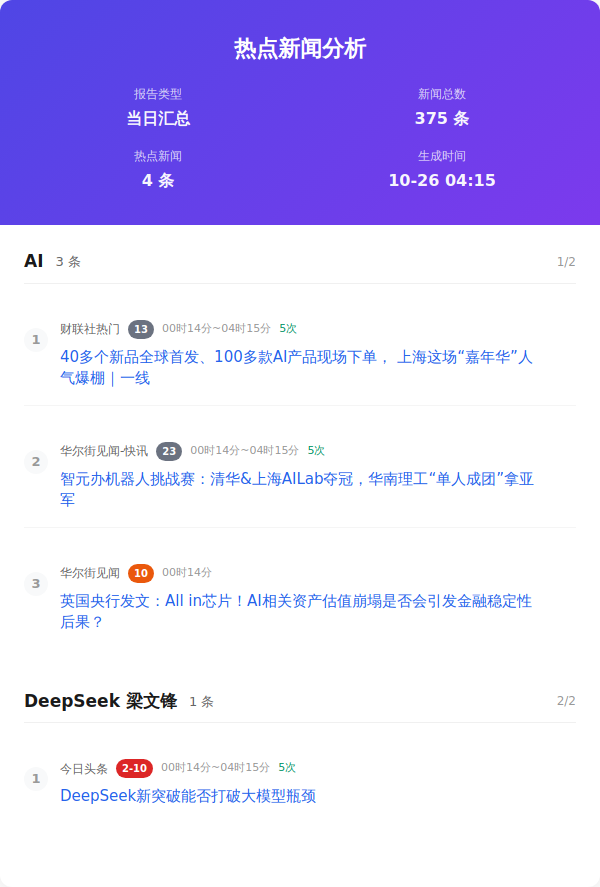 热点新闻分析
报告类型
新闻总数
当日汇总
375 条
热点新闻
生成时间
4 条
10-26 04:15
AI 3 条 1/2
1 财联社热门 13 00时14分~04时15分 5次
40多个新品全球首发、100多款AI产品现场下单， 上海这场“嘉年华”人
气爆棚｜一线
2 华尔街见闻-快讯 23 00时14分~04时15分 5次
智元办机器人挑战赛：清华&上海AILab夺冠，华南理工“单人成团”拿亚
军
3 华尔街见闻 10 00时14分
英国央行发文：All in芯片！AI相关资产估值崩塌是否会引发金融稳定性
后果？
DeepSeek 梁文锋 1 条 2/2
1 今日头条 2-10 00时14分~04时15分 5次
DeepSeek新突破能否打破大模型瓶颈